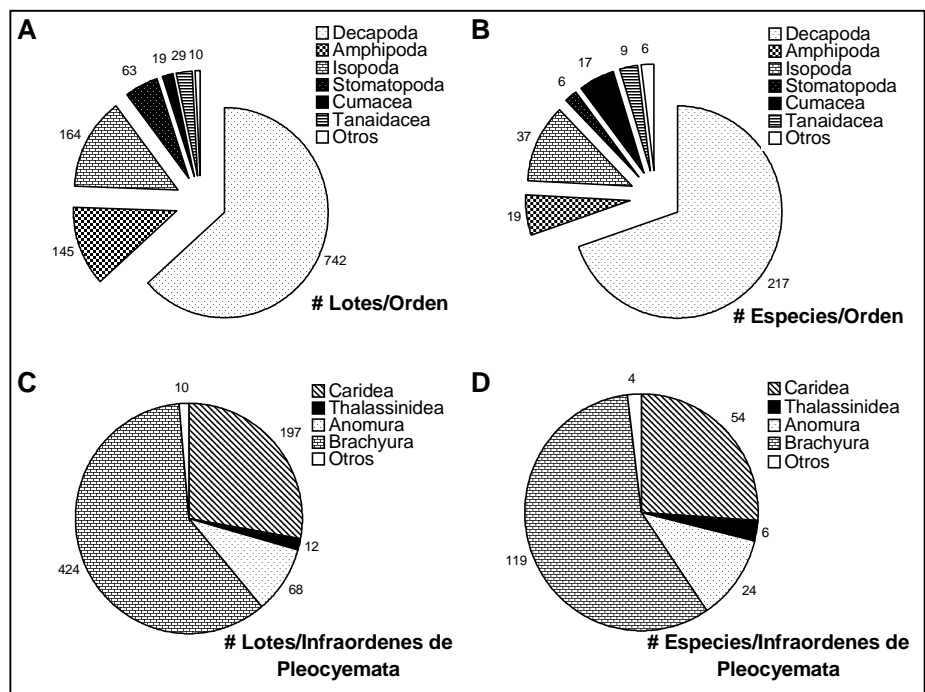 A
Decapoda
Amphipoda
Isopoda
Stomatopoda
Cumacea
Tanaidacea
Otros
742
145
164
63
19
29
10
# Lotes/Orden
B
Decapoda
Amphipoda
Isopoda
Stomatopoda
Cumacea
Tanaidacea
Otros
217
19
37
6
17
9
6
# Especies/Orden
C
Caridea
Thalassinidea
Anomura
Brachyura
Otros
10
197
12
68
424
# Lotes/Infraordenes de
Pleocyemata
D
Caridea
Thalassinidea
Anomura
Brachyura
Otros
4
54
6
24
119
# Especies/Infraordenes de
Pleocyemata